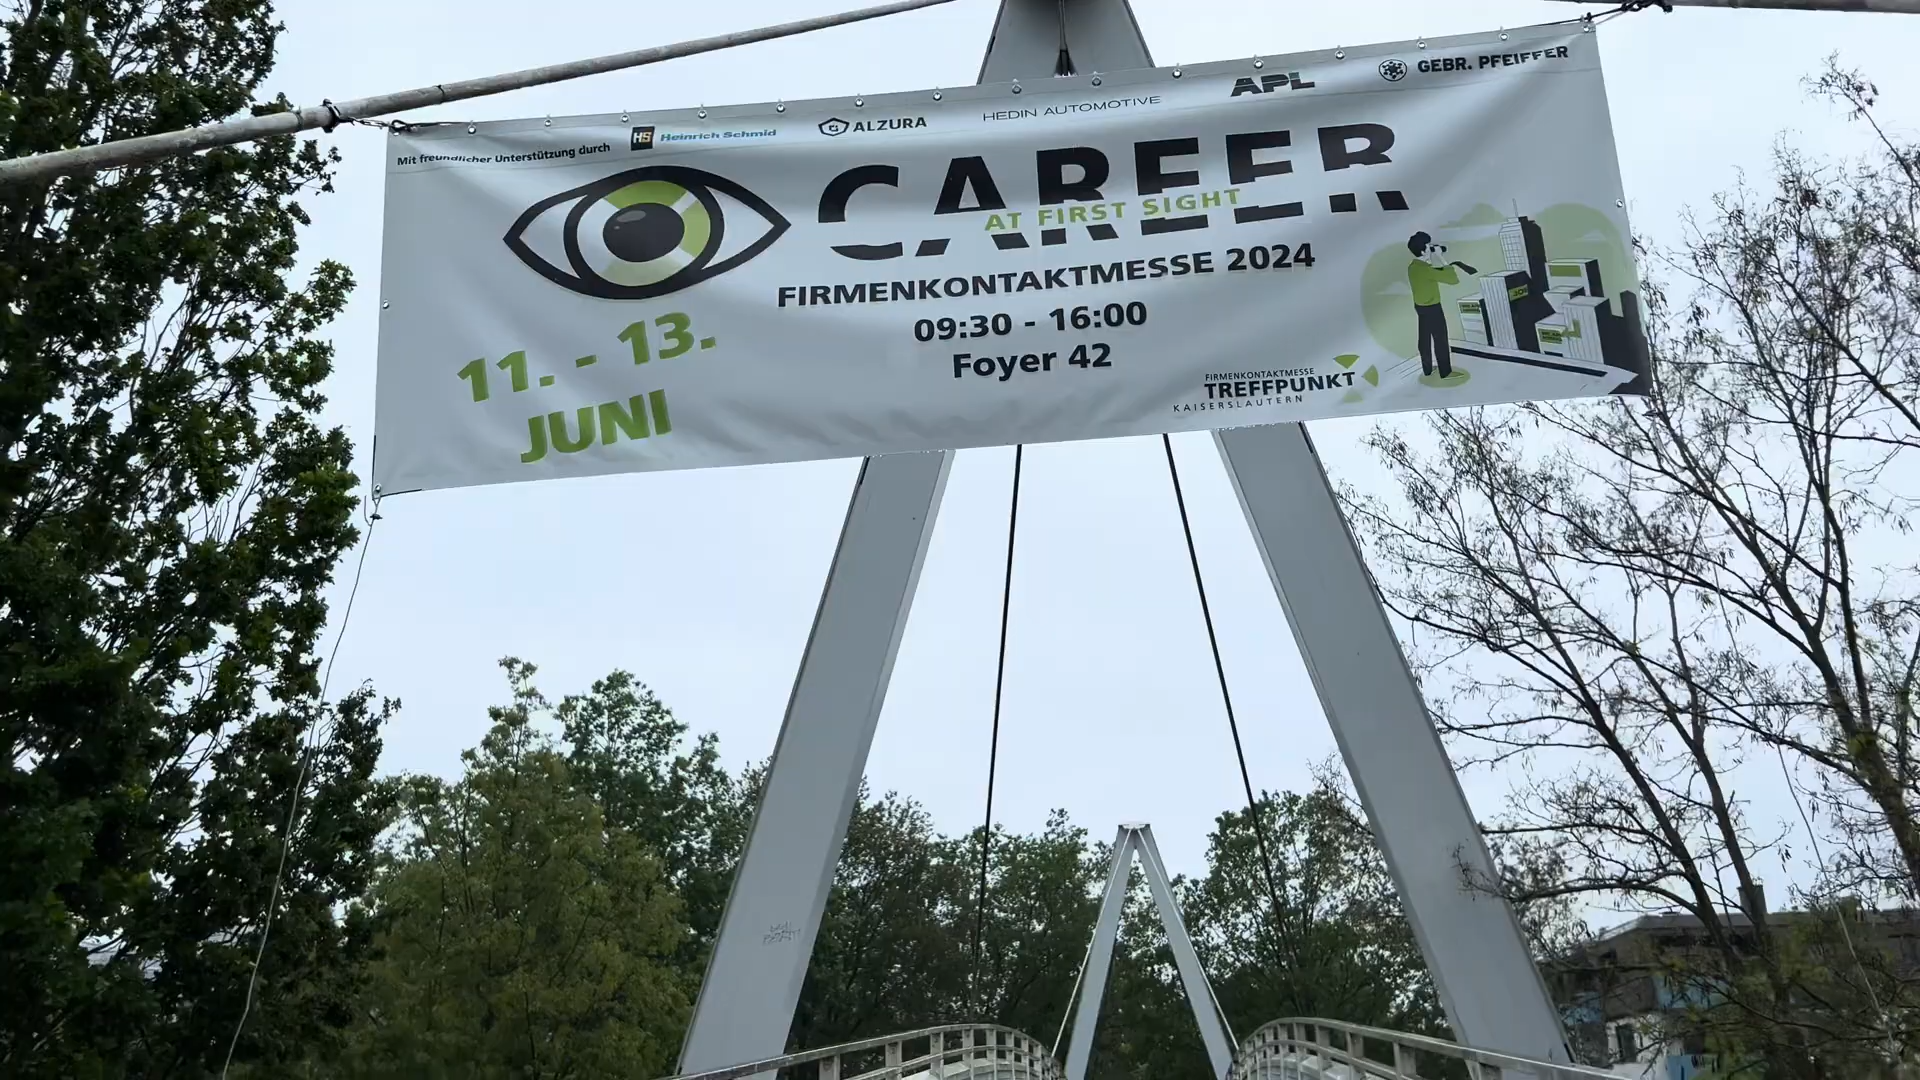 Mit freundlicher Unterstützung durch
HS Heinrich Schmid
ALZURA
HEDIN AUTOMOTIVE
APL
GEBR. PFEIFFER
CAREER
AT FIRST SIGHT
FIRMENKONTAKTMESSE 2024
09:30 - 16:00
Foyer 42
11. - 13.
JUNI
FIRMENKONTAKTMESSE
TREFFPUNKT
KAISERSLAUTERN
JOB